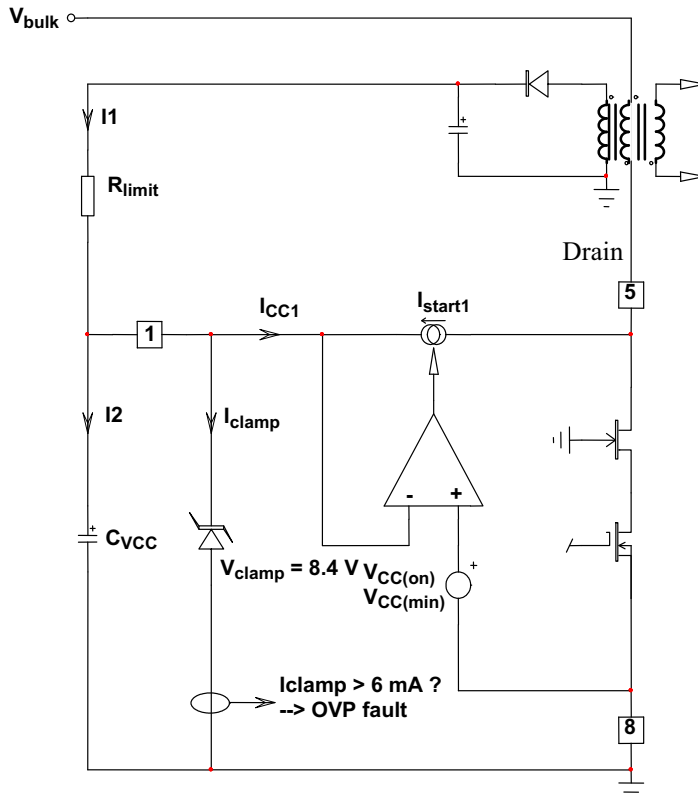 Vbulk
I1
Rlimit
Drain
5
ICC1
Istart1
1
I2
Iclamp
- +
CVCC
Vclamp = 8.4 V VCC(on)
VCC(min)
+
+
+
Iclamp > 6 mA ?
--> OVP fault
8